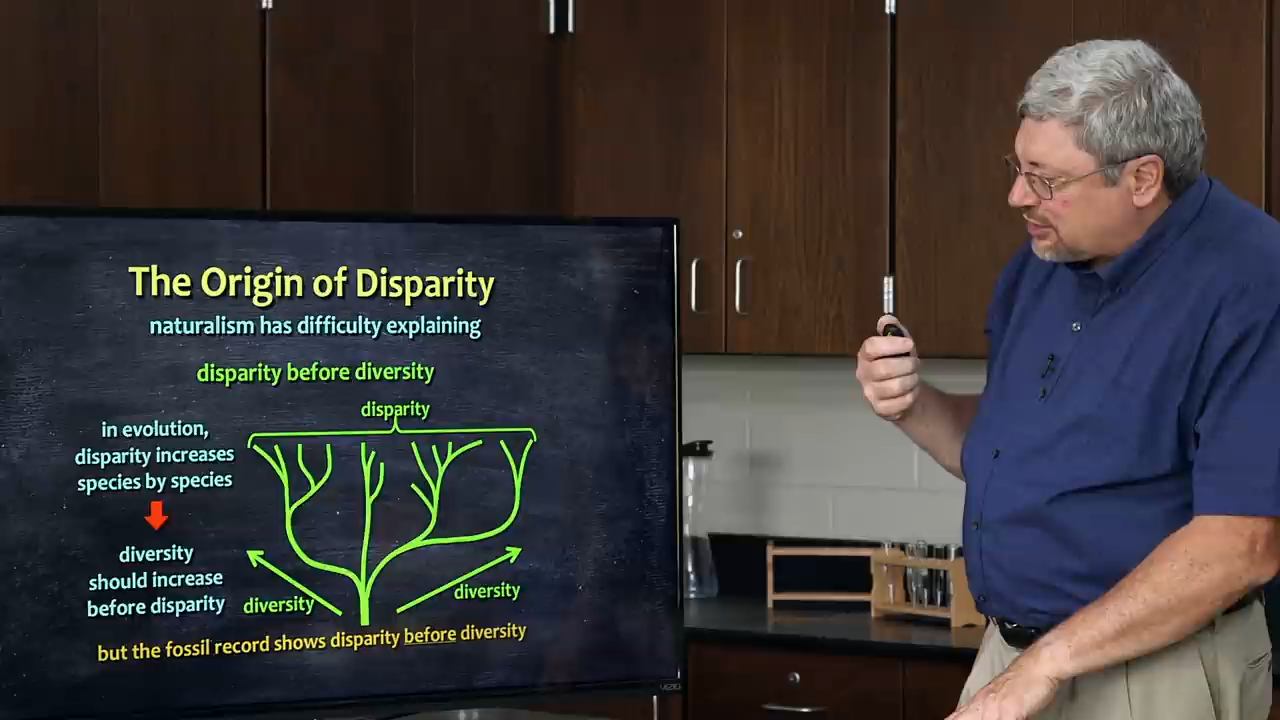 The Origin of Disparity
naturalism has difficulty explaining
disparity before diversity
disparity
in evolution,
disparity increases
species by species
diversity
should increase
before disparity
diversity
diversity
but the fossil record shows disparity before diversity
VIZIO